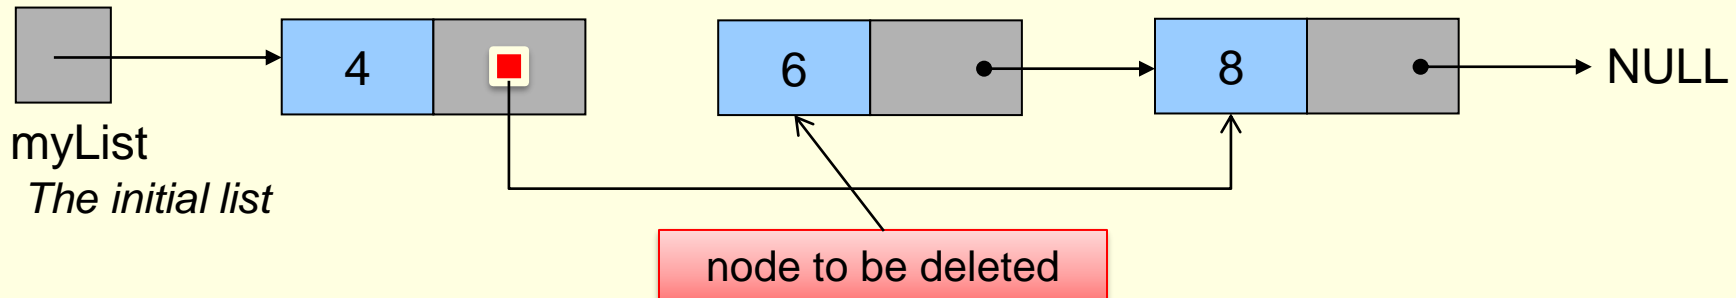 4
6
8
NULL
myList
The initial list
node to be deleted